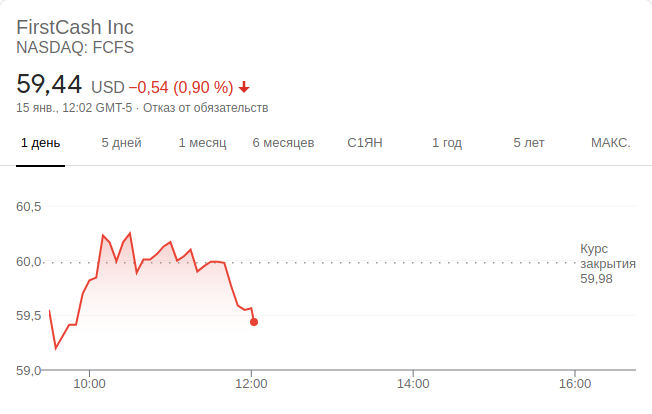 FirstCash Inc
NASDAQ: FCFS
59,44 USD −0,54 (0,90 %)
15 янв., 12:02 GMT-5 · Отказ от обязательств
1 день 5 дней 1 месяц 6 месяцев С1ЯН 1 год 5 лет МАКС.
60,5
60,0
59,5
59,0
Курс
закрытия
59,98
10:00 12:00 14:00 16:00